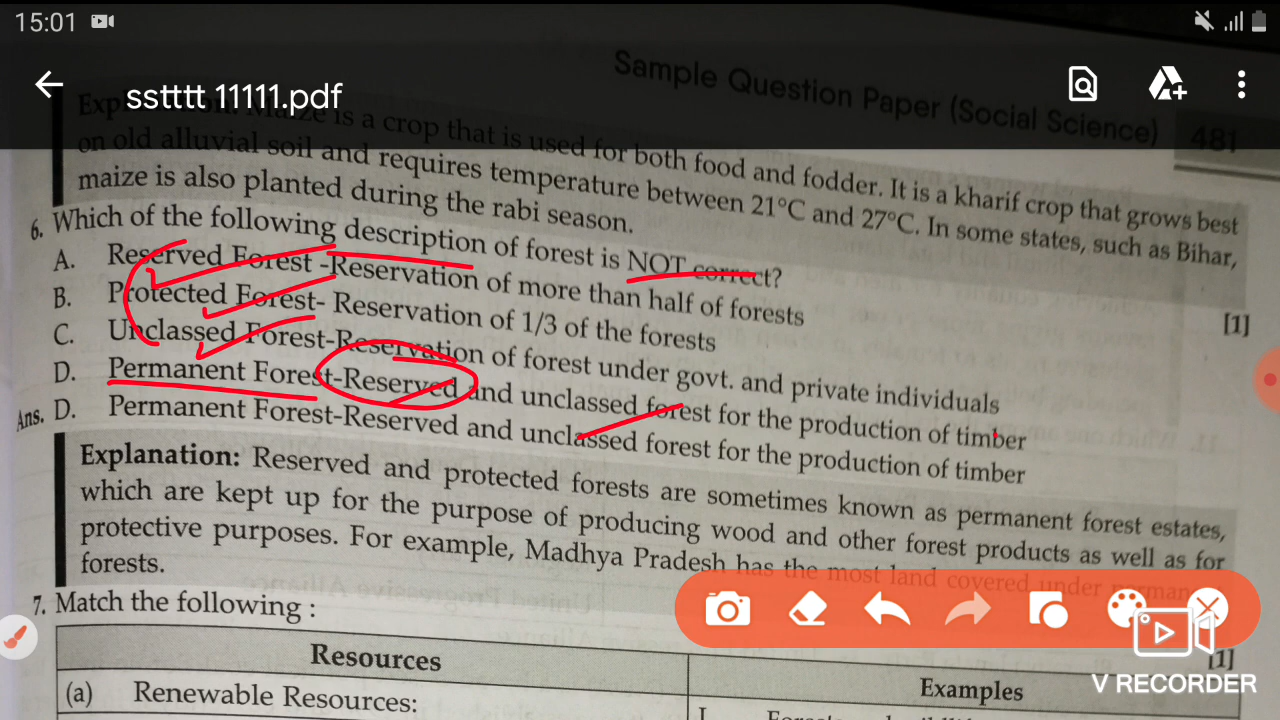 15:01
sstttt 11111.pdf
Sample Question Paper (Social Science) 481
Maize is a crop that is used for both food and fodder. It is a kharif crop that grows best
on old alluvial soil and requires temperature between 21°C and 27°C. In some states, such as Bihar,
maize is also planted during the rabi season.
6. Which of the following description of forest is NOT correct? [1]
A. Reserved Forest -Reservation of more than half of forests
B. Protected Forest- Reservation of 1/3 of the forests
C. Unclassed Forest-Reservation of forest under govt. and private individuals
D. Permanent Forest-Reserved and unclassed forest for the production of timber
Ans. D. Permanent Forest-Reserved and unclassed forest for the production of timber
Explanation: Reserved and protected forests are sometimes known as permanent forest estates,
which are kept up for the purpose of producing wood and other forest products as well as for
protective purposes. For example, Madhya Pradesh has the most land covered under
forests.
7. Match the following : [1]
Resources Examples
(a) Renewable Resources: I.
V RECORDER